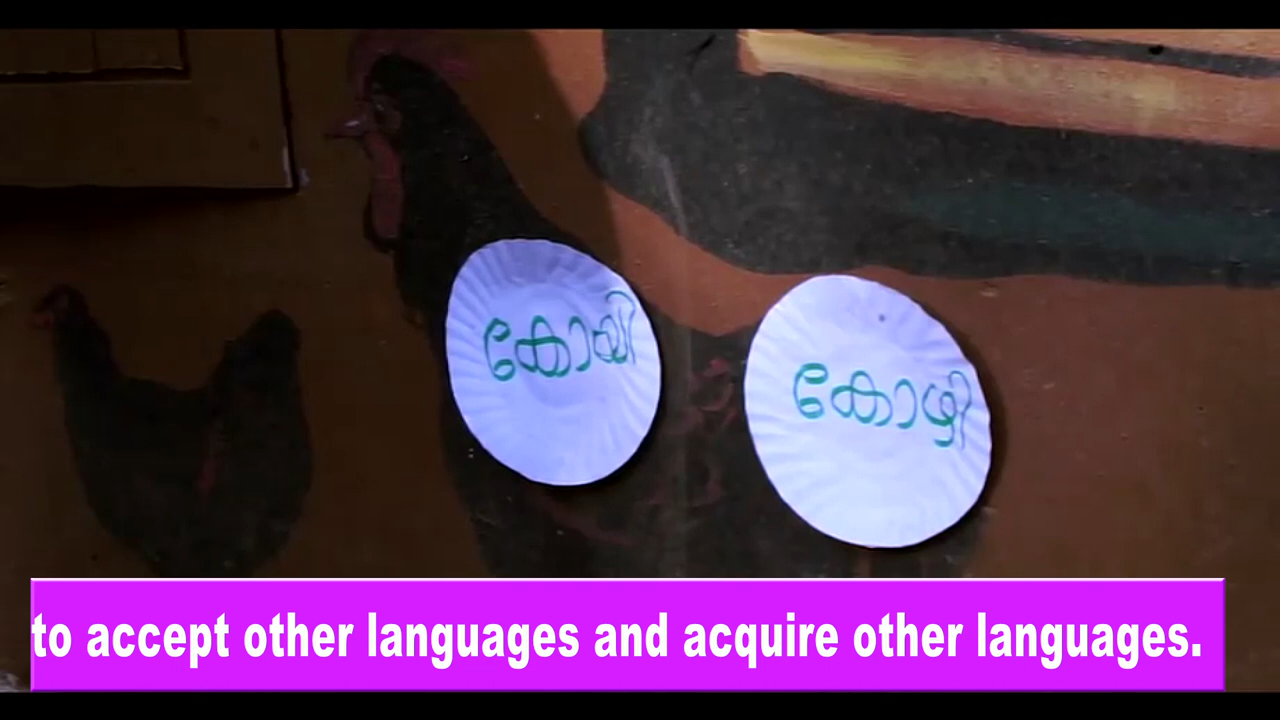 കോയി
കോഴി
to accept other languages and acquire other languages.